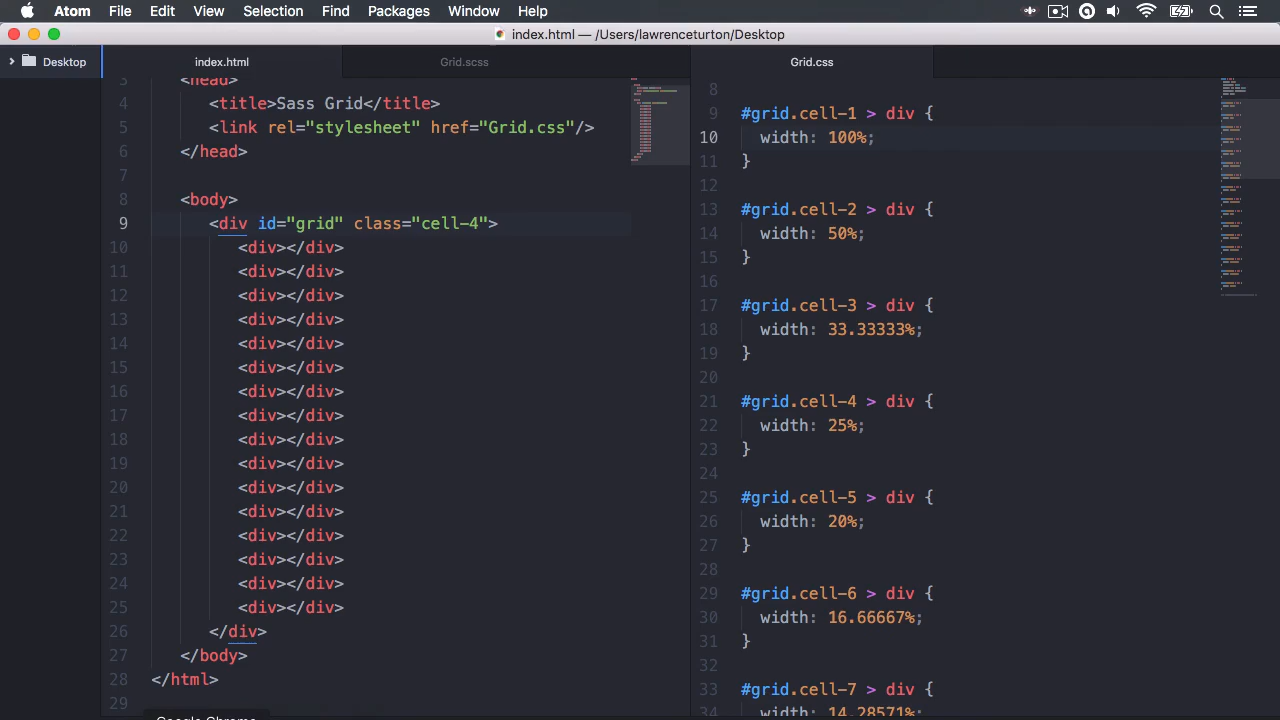 Atom File Edit View Selection Find Packages Window Help
index.html — /Users/lawrenceturton/Desktop
Desktop
index.html
Grid.scss
Grid.css
3 <head>
4 <title>Sass Grid</title>
5 <link rel="stylesheet" href="Grid.css"/>
6 </head>
7
8 <body>
9 <div id="grid" class="cell-4">
10 <div></div>
11 <div></div>
12 <div></div>
13 <div></div>
14 <div></div>
15 <div></div>
16 <div></div>
17 <div></div>
18 <div></div>
19 <div></div>
20 <div></div>
21 <div></div>
22 <div></div>
23 <div></div>
24 <div></div>
25 <div></div>
26 </div>
27 </body>
28 </html>
29
8
9 #grid.cell-1 > div {
10 width: 100%;
11 }
12
13 #grid.cell-2 > div {
14 width: 50%;
15 }
16
17 #grid.cell-3 > div {
18 width: 33.33333%;
19 }
20
21 #grid.cell-4 > div {
22 width: 25%;
23 }
24
25 #grid.cell-5 > div {
26 width: 20%;
27 }
28
29 #grid.cell-6 > div {
30 width: 16.66667%;
31 }
32
33 #grid.cell-7 > div {
34 width: 14.28571%;
Google Chrome